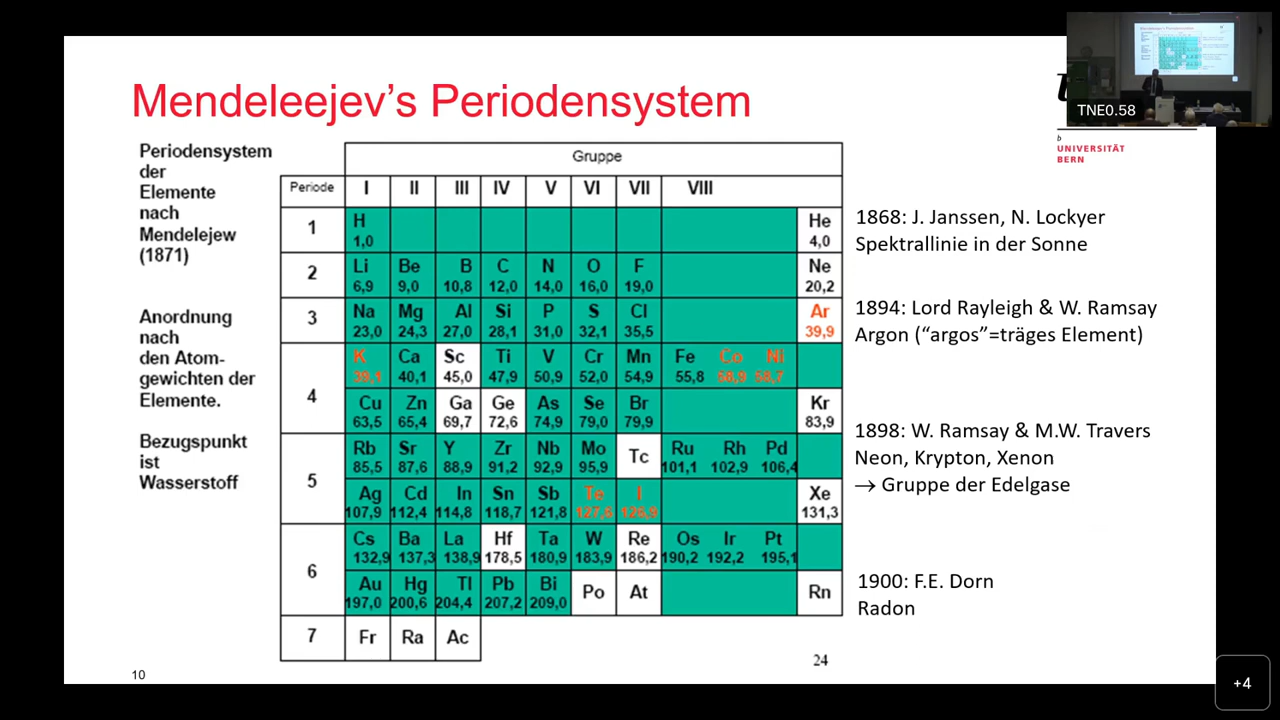 Mendeleejev's Periodensystem
TNE0.58
b
UNIVERSITÄT
BERN
Periodensystem
der
Elemente
nach
Mendelejew
(1871)
Anordnung
nach
den Atom-
gewichten der
Elemente.
Bezugspunkt
ist
Wasserstoff
Gruppe
Periode I II III IV V VI VII VIII
1 H He
1,0 4,0
2 Li Be B C N O F Ne
6,9 9,0 10,8 12,0 14,0 16,0 19,0 20,2
3 Na Mg Al Si P S Cl Ar
23,0 24,3 27,0 28,1 31,0 32,1 35,5 39,9
4 K Ca Sc Ti V Cr Mn Fe Co Ni
39,1 40,1 45,0 47,9 50,9 52,0 54,9 55,8 58,9 58,7
Cu Zn Ga Ge As Se Br Kr
63,5 65,4 69,7 72,6 74,9 79,0 79,9 83,9
5 Rb Sr Y Zr Nb Mo Tc Ru Rh Pd
85,5 87,6 88,9 91,2 92,9 95,9 101,1 102,9 106,4
Ag Cd In Sn Sb Te I Xe
107,9 112,4 114,8 118,7 121,8 127,6 126,9 131,3
6 Cs Ba La Hf Ta W Re Os Ir Pt
132,9 137,3 138,9 178,5 180,9 183,9 186,2 190,2 192,2 195,1
Au Hg Tl Pb Bi Po At Rn
197,0 200,6 204,4 207,2 209,0
7 Fr Ra Ac
1868: J. Janssen, N. Lockyer
Spektrallinie in der Sonne
1894: Lord Rayleigh & W. Ramsay
Argon ("argos"=träges Element)
1898: W. Ramsay & M.W. Travers
Neon, Krypton, Xenon
→ Gruppe der Edelgase
1900: F.E. Dorn
Radon
24
10
+4